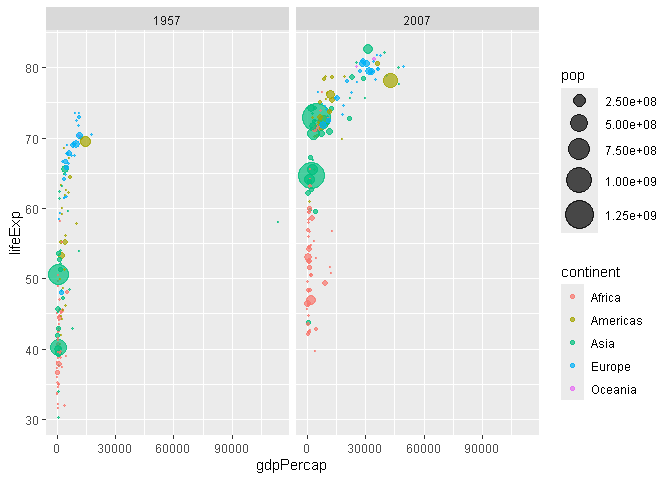 1957
2007
80
70
60
50
40
30
lifeExp
0
30000
60000
90000
0
30000
60000
90000
gdpPercap
pop
2.50e+08
5.00e+08
7.50e+08
1.00e+09
1.25e+09
continent
Africa
Americas
Asia
Europe
Oceania